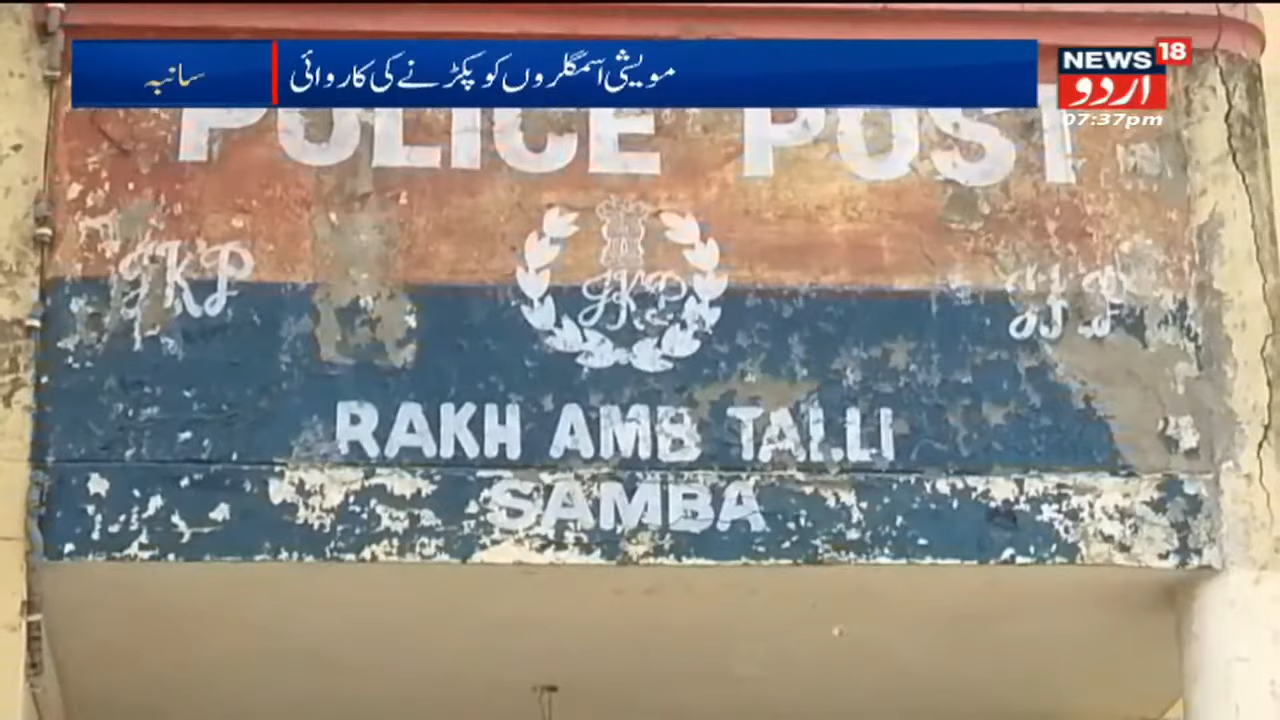 سانبہ
مویشی اسمگلروں کو پکڑنے کی کاروائی
NEWS 18
اردو
07:37pm
POLICE POST
JKP
JKP
RAKH AMB TALLI
SAMBA